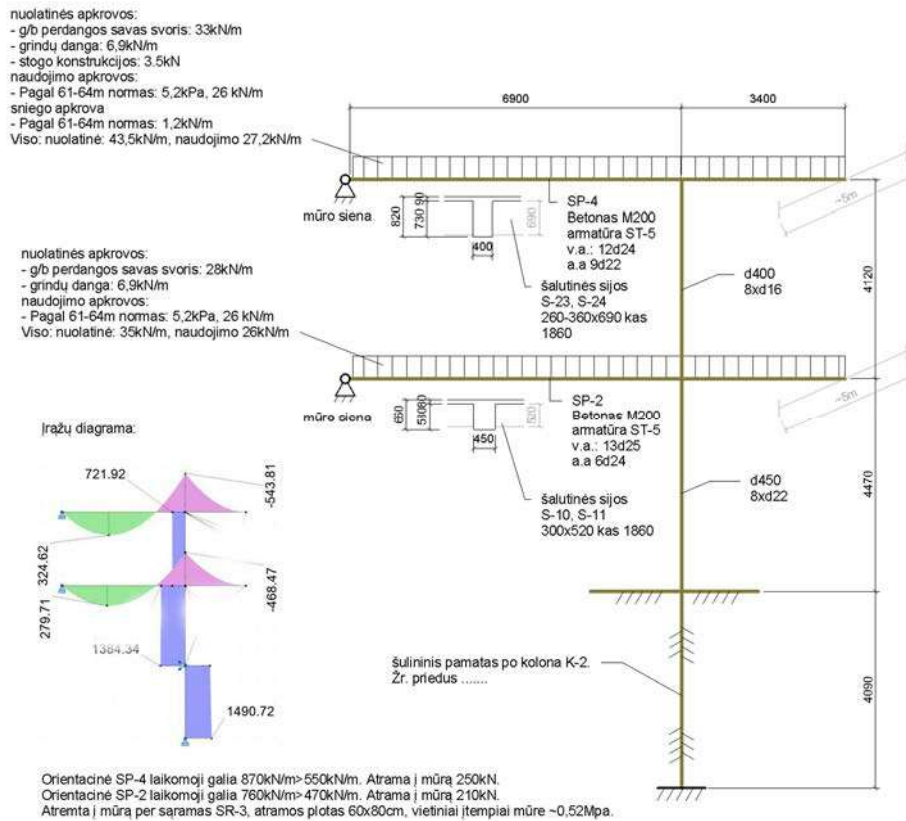 nuolatinės apkrovos:
- g/b perdangos savas svoris: 33kN/m
- grindų danga: 6,9kN/m
- stogo konstrukcijos: 3.5kN
naudojimo apkrovos:
- Pagal 61-64m normas: 5,2kPa, 26 kN/m
sniego apkrova
- Pagal 61-64m normas: 1,2kN/m
Viso: nuolatinė: 43,5kN/m, naudojimo 27,2kN/m
6900
3400
mūro siena
820
730
90
690
400
SP-4
Betonas M200
armatūra ST-5
v.a.: 12d24
a.a 9d22
šalutinės sijos
S-23, S-24
260-360x690 kas
1860
~5m
d400
8xd16
4120
nuolatinės apkrovos:
- g/b perdangos savas svoris: 28kN/m
- grindų danga: 6,9kN/m
naudojimo apkrovos:
- Pagal 61-64m normas: 5,2kPa, 26 kN/m
Viso: nuolatinė: 35kN/m, naudojimo 26kN/m
mūro siena
520
450
SP-2
Betonas M200
armatūra ST-5
v.a.: 13d25
a.a 6d24
šalutinės sijos
S-10, S-11
300x520 kas 1860
~5m
d450
8xd22
4470
Įrąžų diagrama:
721.92
-543.81
324.62
-468.47
279.71
1384.34
1490.72
šulininis pamatas po kolona K-2.
Žr. priedus .......
4090
Orientacinė SP-4 laikomoji galia 870kN/m>550kN/m. Atrama į mūrą 250kN.
Orientacinė SP-2 laikomoji galia 760kN/m>470kN/m. Atrama į mūrą 210kN.
Atremta į mūrą per sąramas SR-3, atramos plotas 60x80cm, vietiniai įtempiai mūre ~0,52Mpa.